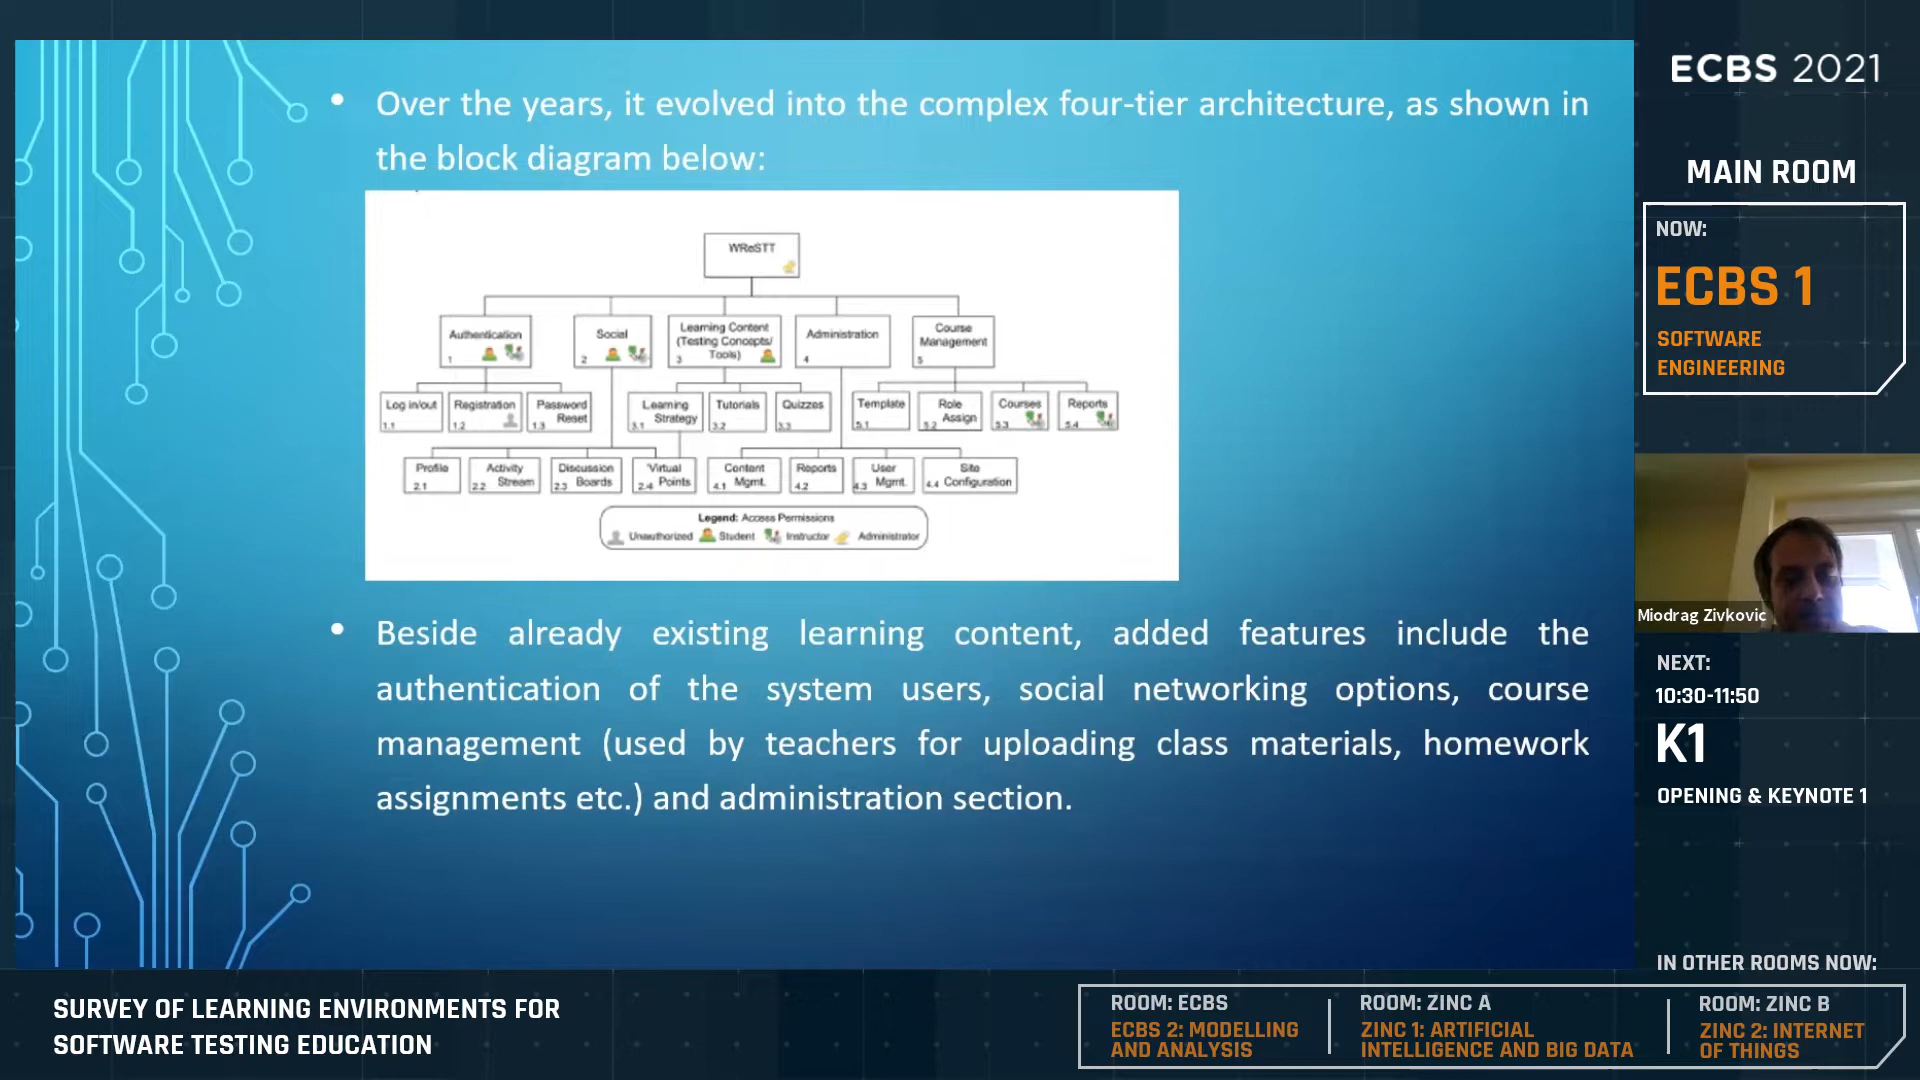 • Over the years, it evolved into the complex four-tier architecture, as shown in
the block diagram below:
WReSTT
Authentication
1
Social
2
Learning Content
(Testing Concepts/
Tools)
3
Administration
4
Course
Management
5
Log in/out
1.1
Registration
1.2
Password
Reset
1.3
Learning
Strategy
3.1
Tutorials
3.2
Quizzes
3.3
Template
5.1
Role
Assign
5.2
Courses
5.3
Reports
5.4
Profile
2.1
Activity
Stream
2.2
Discussion
Boards
2.3
Virtual
Points
2.4
Content
Mgmt.
4.1
Reports
4.2
User
Mgmt.
4.3
Site
Configuration
4.4
Legend: Access Permissions
Unauthorized Student Instructor Administrator
• Beside already existing learning content, added features include the
authentication of the system users, social networking options, course
management (used by teachers for uploading class materials, homework
assignments etc.) and administration section.
ECBS 2021
MAIN ROOM
NOW:
ECBS 1
SOFTWARE
ENGINEERING
Miodrag Zivkovic
NEXT:
10:30-11:50
K1
OPENING & KEYNOTE 1
IN OTHER ROOMS NOW:
SURVEY OF LEARNING ENVIRONMENTS FOR
SOFTWARE TESTING EDUCATION
ROOM: ECBS
ECBS 2: MODELLING
AND ANALYSIS
ROOM: ZINC A
ZINC 1: ARTIFICIAL
INTELLIGENCE AND BIG DATA
ROOM: ZINC B
ZINC 2: INTERNET
OF THINGS